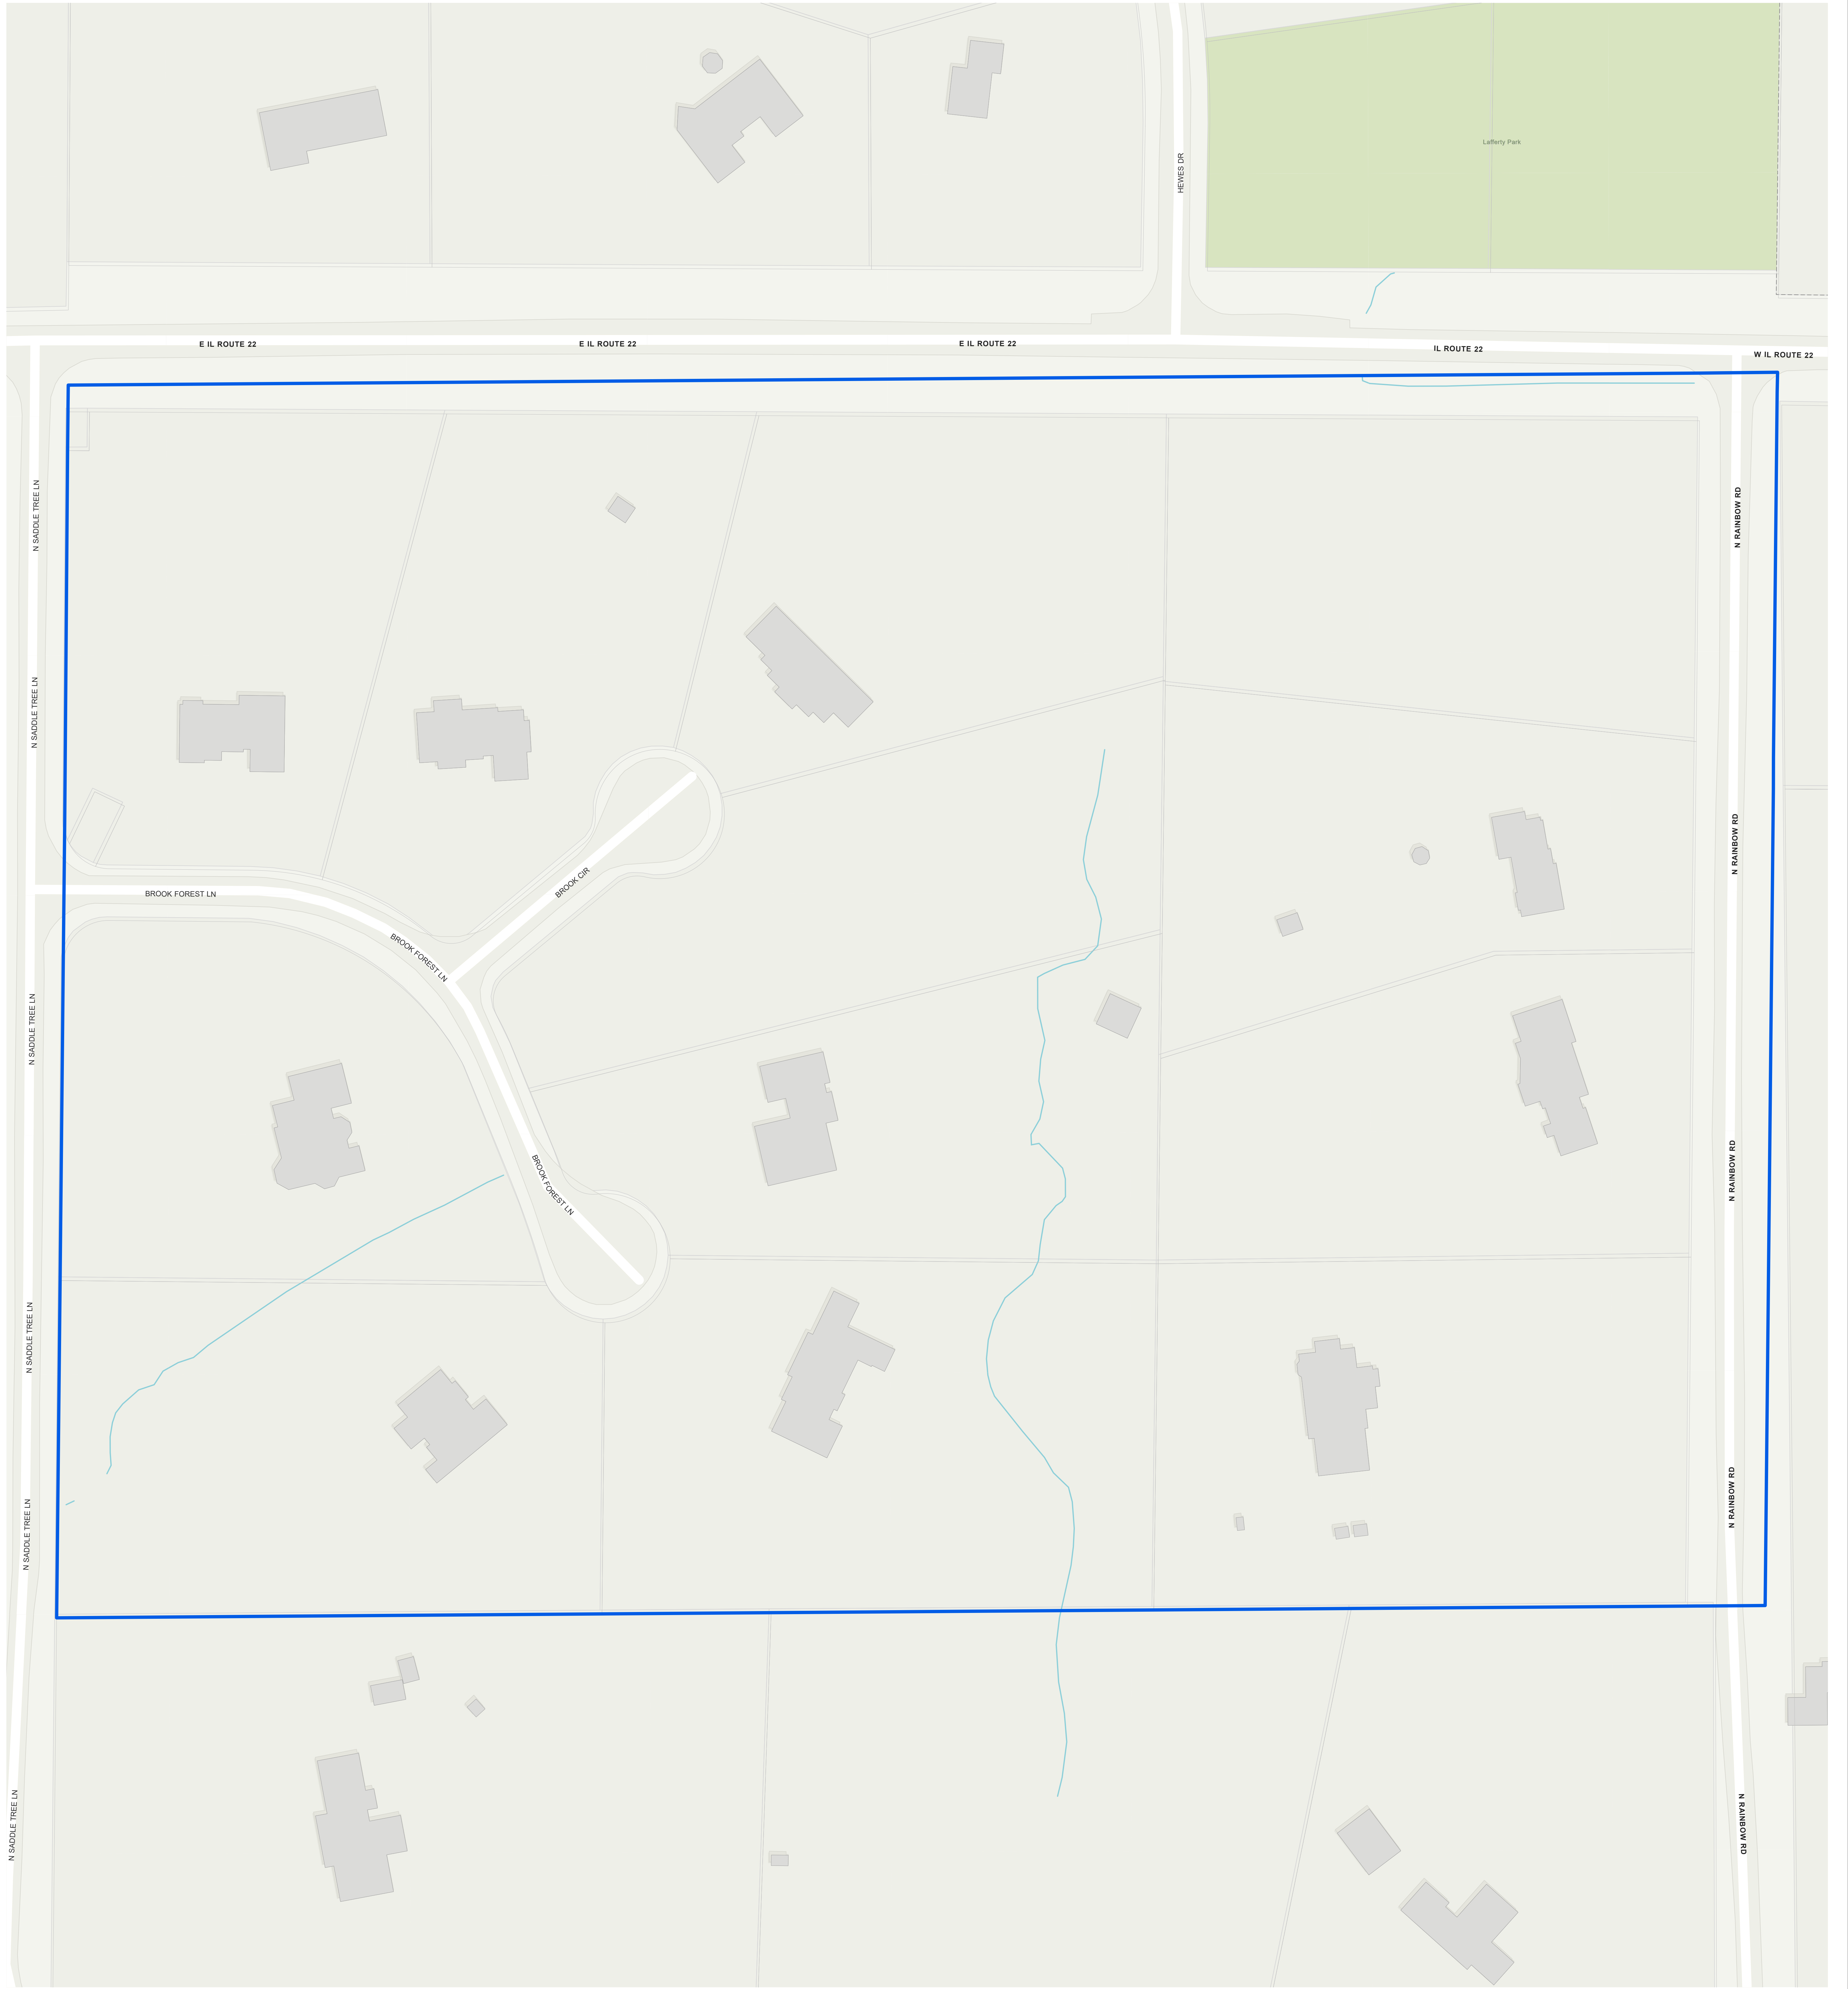 Lafferty Park
HEWES DR
E IL ROUTE 22
E IL ROUTE 22
E IL ROUTE 22
IL ROUTE 22
W IL ROUTE 22
N SADDLE TREE LN
N RAINBOW RD
N SADDLE TREE LN
N RAINBOW RD
BROOK CIR
BROOK FOREST LN
BROOK FOREST LN
N SADDLE TREE LN
N RAINBOW RD
BROOK FOREST LN
N SADDLE TREE LN
N RAINBOW RD
N SADDLE TREE LN
N SADDLE TREE LN
N RAINBOW RD